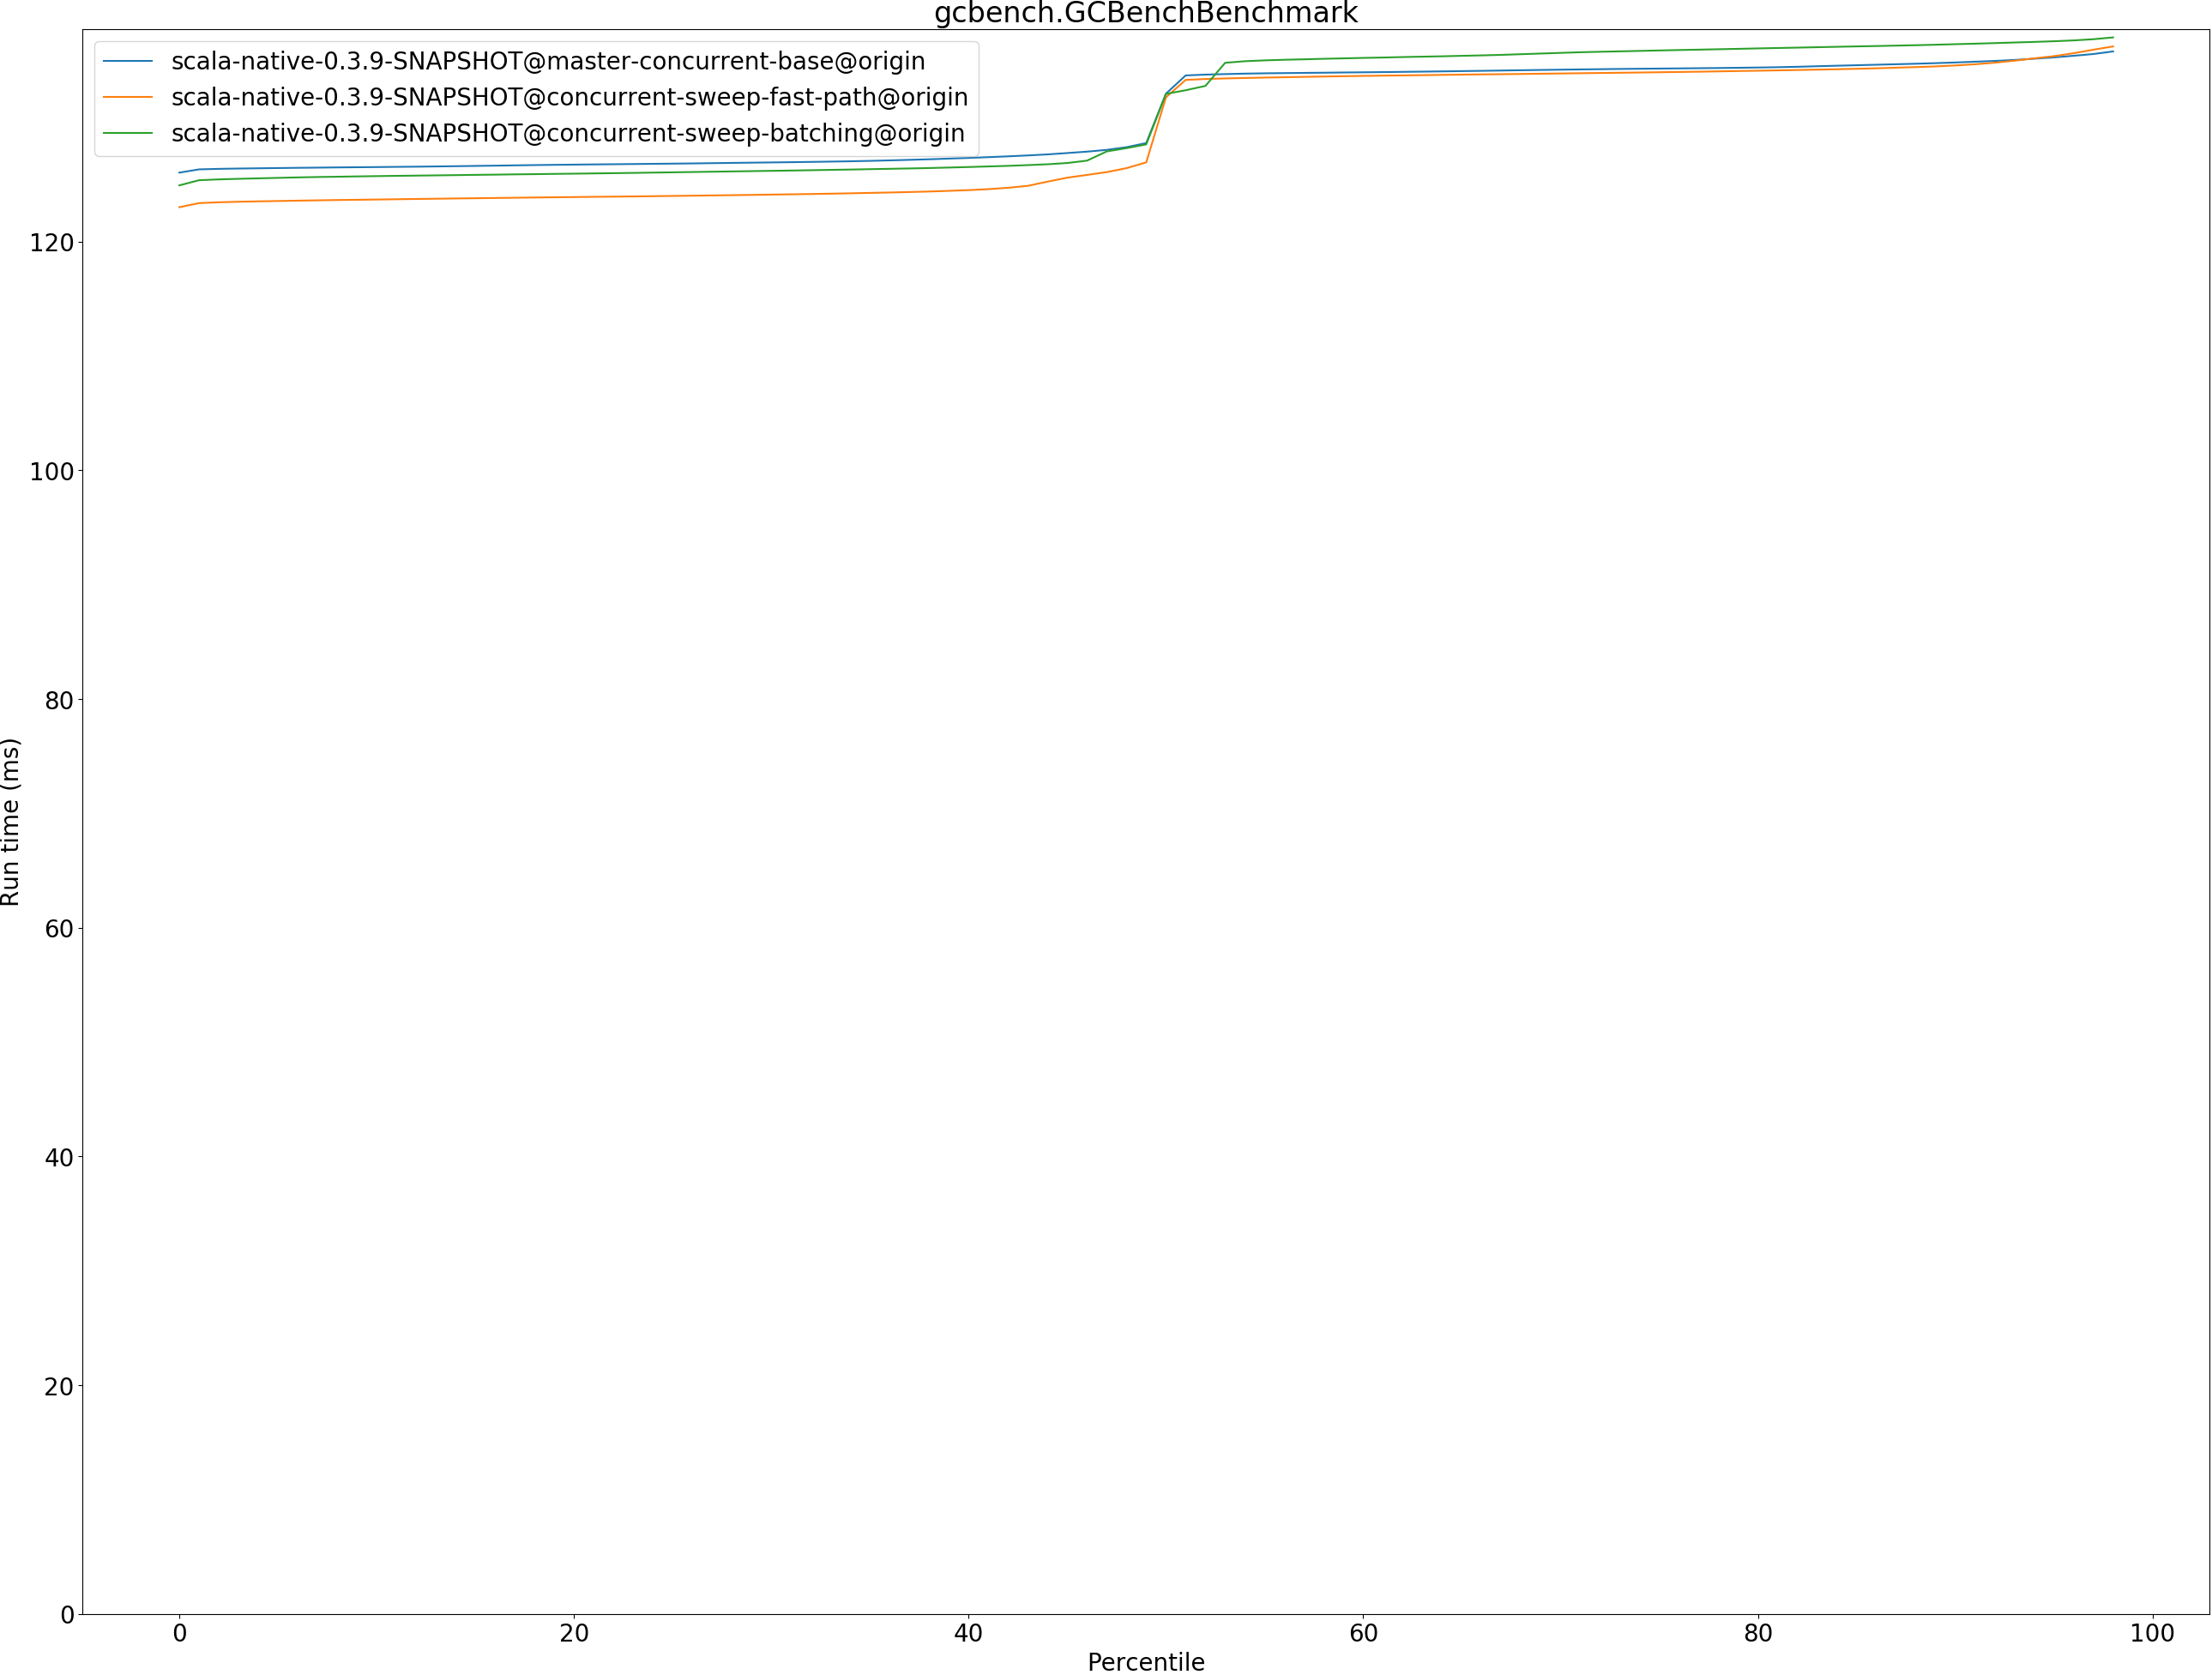 gcbench.GCBenchBenchmark
scala-native-0.3.9-SNAPSHOT@master-concurrent-base@origin
scala-native-0.3.9-SNAPSHOT@concurrent-sweep-fast-path@origin
scala-native-0.3.9-SNAPSHOT@concurrent-sweep-batching@origin
120
100
80
60
40
20
0
Run time (ms)
0 20 40 60 80 100
Percentile